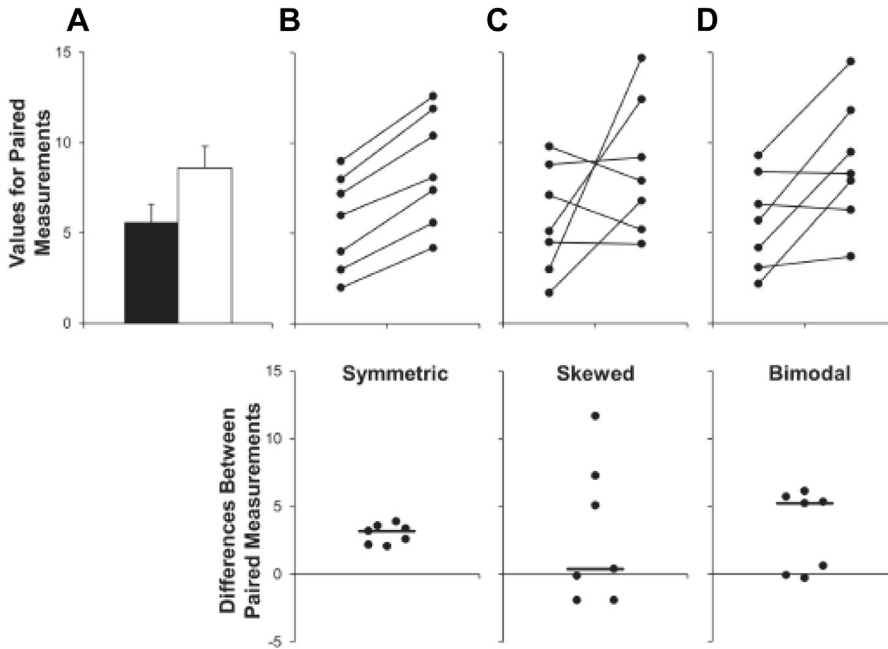 A
B
C
D
Values for Paired
Measurements
15
10
5
0
Symmetric
Skewed
Bimodal
Differences Between
Paired Measurements
15
10
5
0
-5